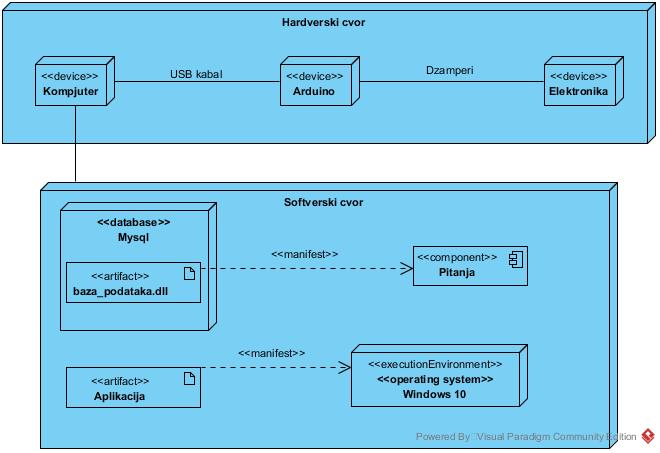 Hardverski cvor
<<device>>
Kompjuter
USB kabal
<<device>>
Arduino
Dzamperi
<<device>>
Elektronika
Softverski cvor
<<database>>
Mysql
<<artifact>>
baza_podataka.dll
<<manifest>>
<<component>>
Pitanja
<<artifact>>
Aplikacija
<<manifest>>
<<executionEnvironment>>
<<operating system>>
Windows 10
Powered By Visual Paradigm Community Edition